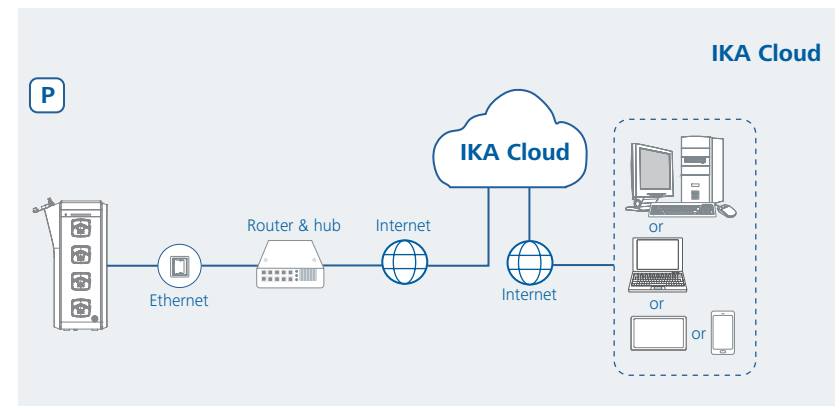 IKA Cloud
P
IKA Cloud
Router & hub
Internet
Ethernet
Internet
or
or
or